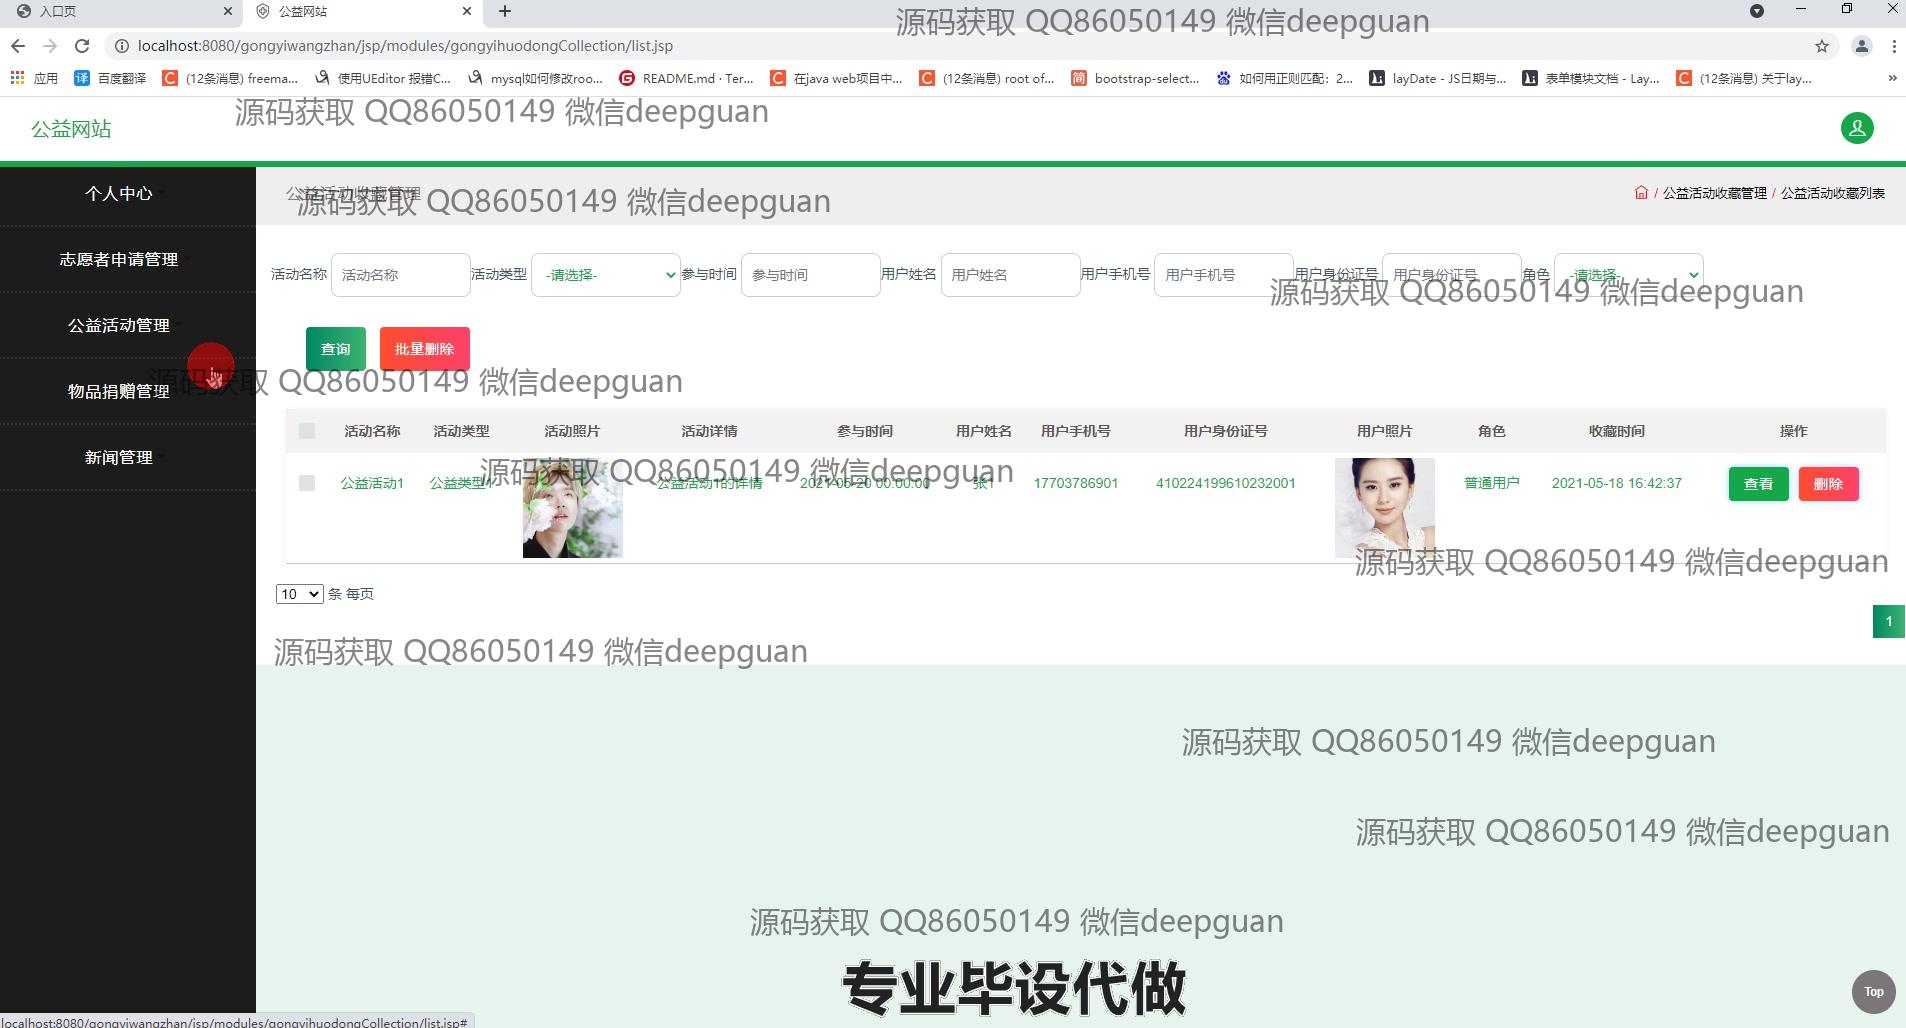 入口页
公益网站
源码获取 QQ86050149 微信deepguan
localhost:8080/gongyiwangzhan/jsp/modules/gongyihuodongCollection/list.jsp
应用 百度翻译 (12条消息) freema... 使用UEditor 报错C... mysql如何修改roo... README.md · Ter... 在java web项目中... (12条消息) root of... bootstrap-select... 如何用正则匹配：2... layDate - JS日期与... 表单模块文档 - Lay... (12条消息) 关于lay...
源码获取 QQ86050149 微信deepguan
公益网站
个人中心
公益活动收藏管理
源码获取 QQ86050149 微信deepguan
/ 公益活动收藏管理 / 公益活动收藏列表
志愿者申请管理
公益活动管理
物品捐赠管理
新闻管理
活动名称 活动名称 活动类型 -请选择- 参与时间 参与时间 用户姓名 用户姓名 用户手机号 用户手机号 用户身份证号 用户身份证号 角色 -请选择-
源码获取 QQ86050149 微信deepguan
查询 批量删除
源码获取 QQ86050149 微信deepguan
活动名称 活动类型 活动照片 活动详情 参与时间 用户姓名 用户手机号 用户身份证号 用户照片 角色 收藏时间 操作
源码获取 QQ86050149 微信deepguan
公益活动1 公益类型1 公益活动1的详情 2021-05-20 00:00:00 张1 17703786901 410224199610232001 普通用户 2021-05-18 16:42:37 查看 删除
源码获取 QQ86050149 微信deepguan
10 条 每页
1
源码获取 QQ86050149 微信deepguan
源码获取 QQ86050149 微信deepguan
源码获取 QQ86050149 微信deepguan
源码获取 QQ86050149 微信deepguan
专业毕设代做
Top
localhost:8080/gongyiwangzhan/jsp/modules/gongyihuodongCollection/list.jsp#